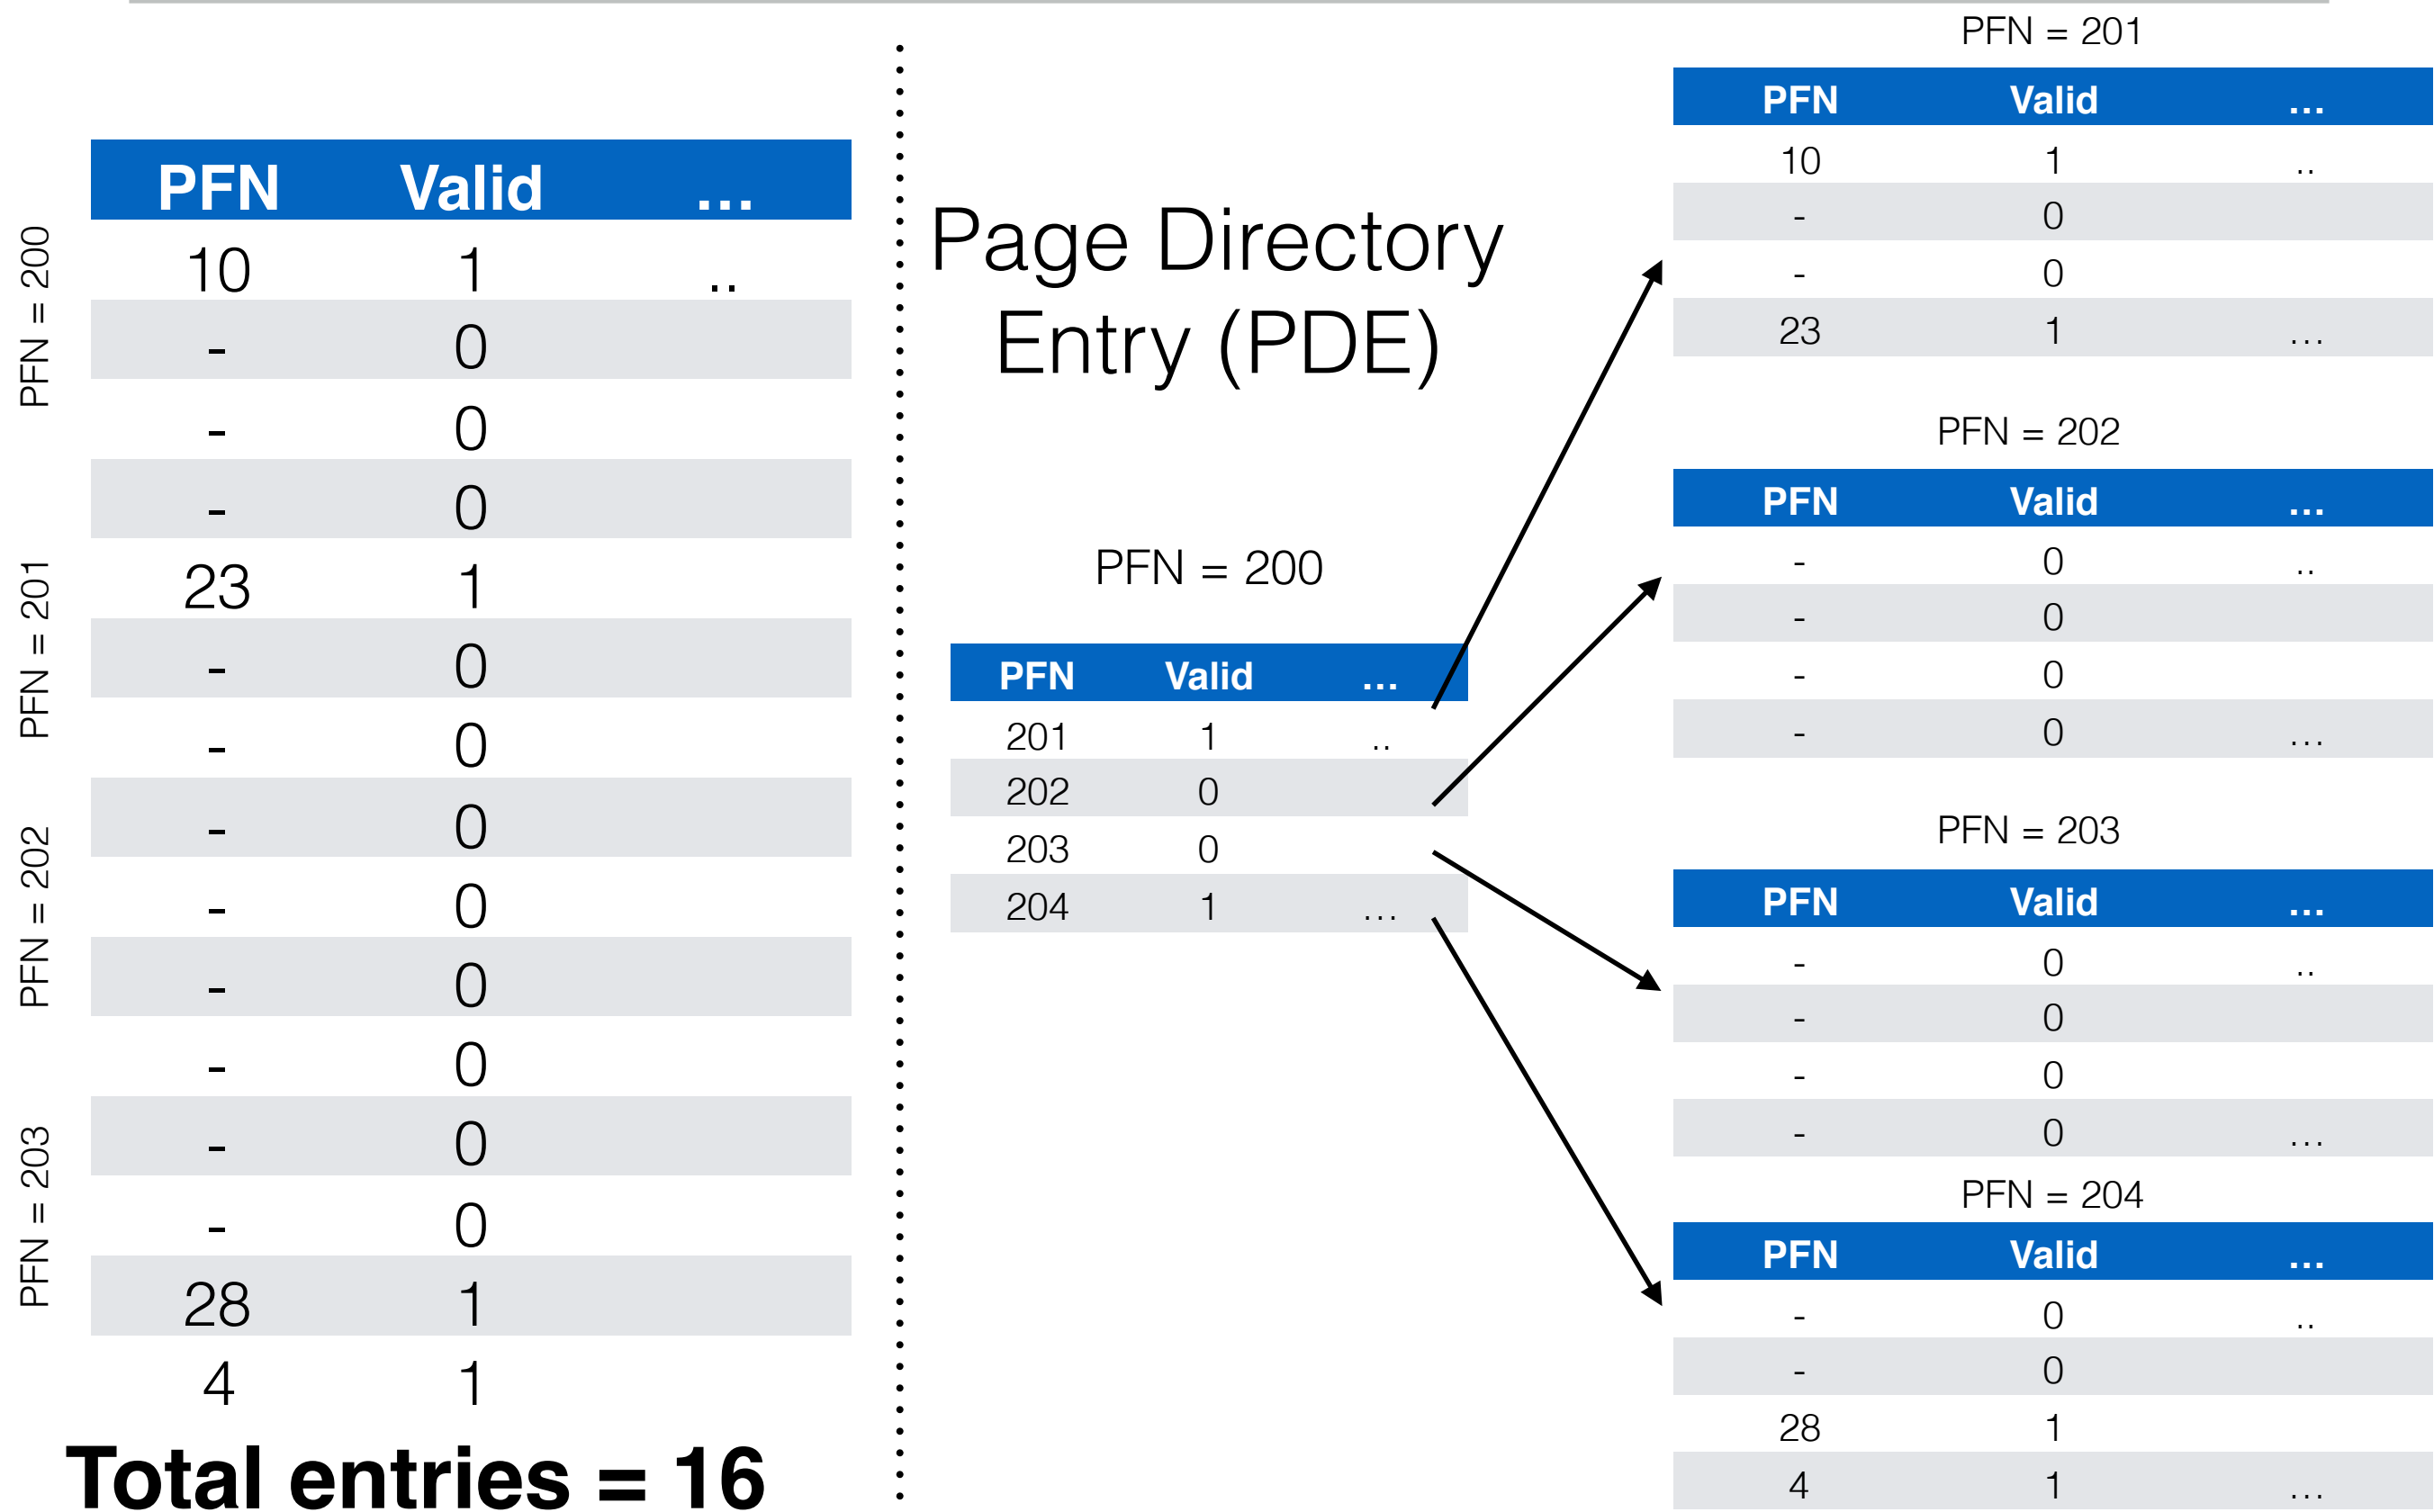 PFN = 200
PFN = 201
PFN = 202
PFN = 203
PFN Valid ...
10 1 ..
- 0
- 0
- 0
23 1
- 0
- 0
- 0
- 0
- 0
- 0
- 0
- 0
28 1
4 1
Total entries = 16
Page Directory
Entry (PDE)
PFN = 200
PFN Valid ...
201 1 ..
202 0
203 0
204 1 ...
PFN = 201
PFN Valid ...
10 1 ..
- 0
- 0
23 1 ...
PFN = 202
PFN Valid ...
- 0 ..
- 0
- 0
- 0 ...
PFN = 203
PFN Valid ...
- 0 ..
- 0
- 0
- 0 ...
PFN = 204
PFN Valid ...
- 0 ..
- 0
28 1
4 1 ...